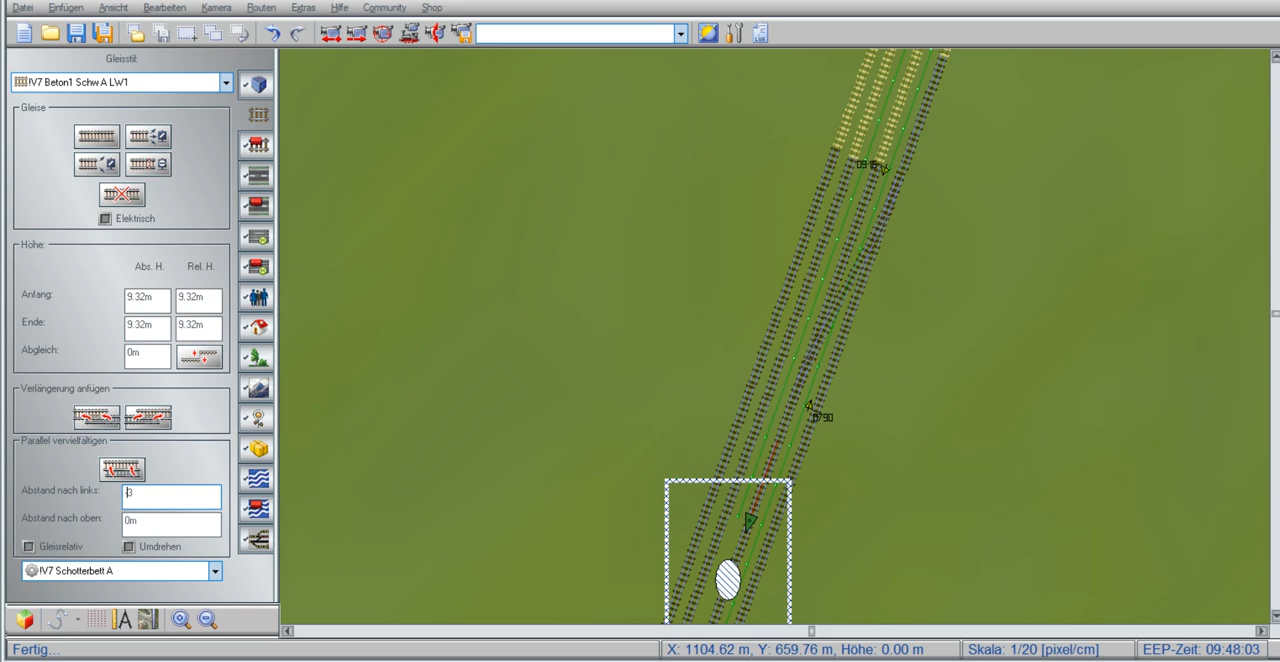 Datei Einfügen Ansicht Bearbeiten Kamera Routen Extras Hilfe Community Shop
Gleisstil:
!V7 Beton1 Schw A LW1
Gleise
Elektrisch
Höhe:
Abs. H. Rel. H.
Anfang: 9.32m 9.32m
Ende: 9.32m 9.32m
Abgleich: 0m
Verlängerung anfügen
Parallel vervielfältigen
Abstand nach links: 3
Abstand nach oben: 0m
Gleisrelativ Umdrehen
!V7 Schotterbett A
0790
Fertig... X: 1104.62 m, Y: 659.76 m, Höhe: 0.00 m Skala: 1/20 [pixel/cm] EEP-Zeit: 09:48:03